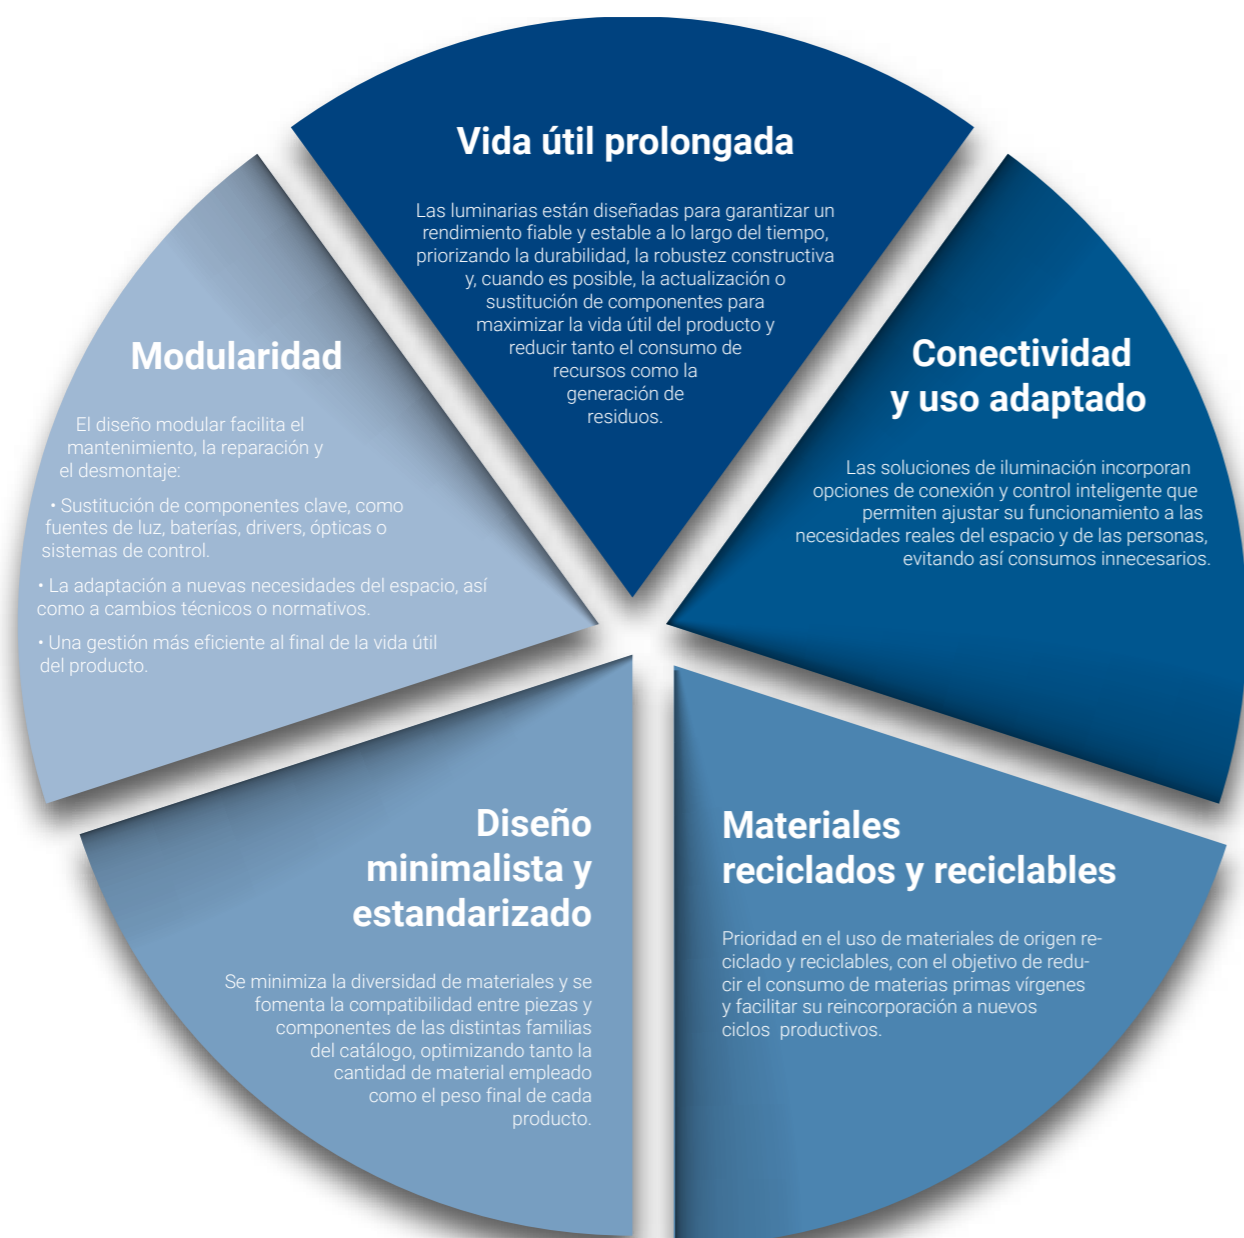 Vida útil prolongada
Las luminarias están diseñadas para garantizar un
rendimiento fiable y estable a lo largo del tiempo,
priorizando la durabilidad, la robustez constructiva
y, cuando es posible, la actualización o
sustitución de componentes para
maximizar la vida útil del producto y
reducir tanto el consumo de
recursos como la
generación de
residuos.
Conectividad
y uso adaptado
Las soluciones de iluminación incorporan
opciones de conexión y control inteligente que
permiten ajustar su funcionamiento a las
necesidades reales del espacio y de las personas,
evitando así consumos innecesarios.
Materiales
reciclados y reciclables
Prioridad en el uso de materiales de origen re-
ciclado y reciclables, con el objetivo de redu-
cir el consumo de materias primas vírgenes
y facilitar su reincorporación a nuevos
ciclos productivos.
Diseño
minimalista y
estandarizado
Se minimiza la diversidad de materiales y se
fomenta la compatibilidad entre piezas y
componentes de las distintas familias
del catálogo, optimizando tanto la
cantidad de material empleado
como el peso final de cada
producto.
Modularidad
El diseño modular facilita el
mantenimiento, la reparación y
el desmontaje:
• Sustitución de componentes clave, como
fuentes de luz, baterías, drivers, ópticas o
sistemas de control.
• La adaptación a nuevas necesidades del espacio, así
como a cambios técnicos o normativos.
• Una gestión más eficiente al final de la vida útil
del producto.